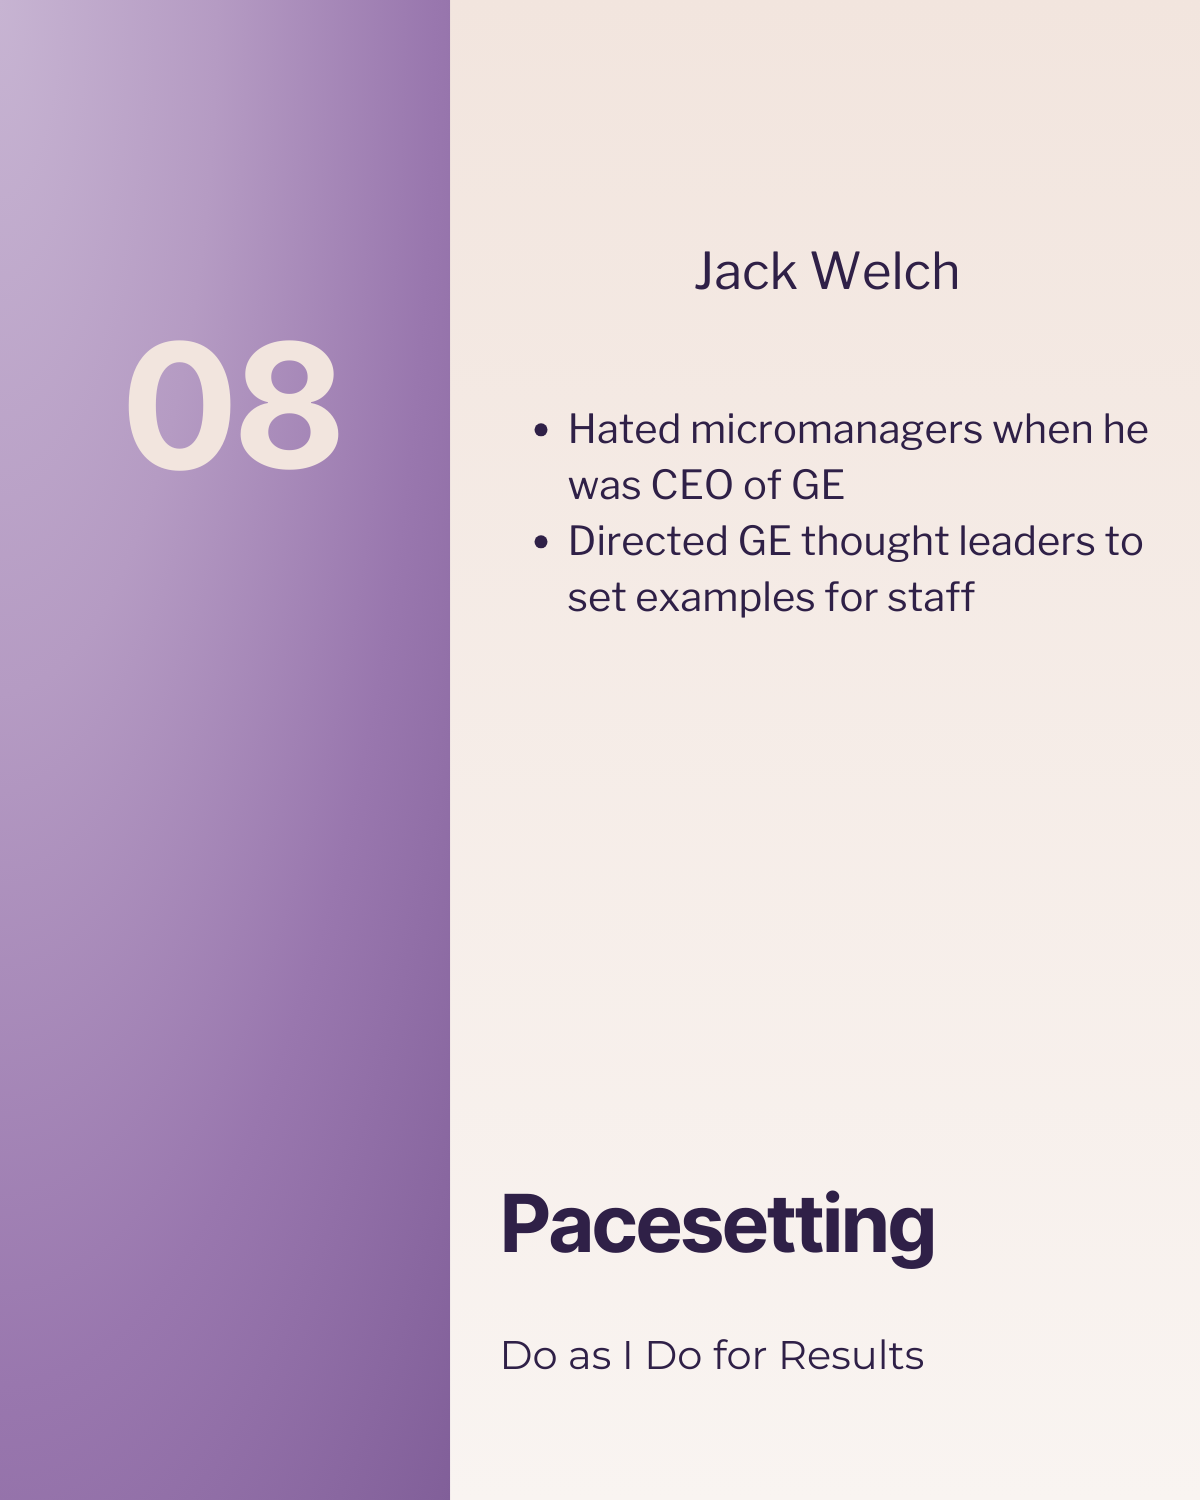 08
Jack Welch
• Hated micromanagers when he
was CEO of GE
• Directed GE thought leaders to
set examples for staff
Pacesetting
Do as I Do for Results